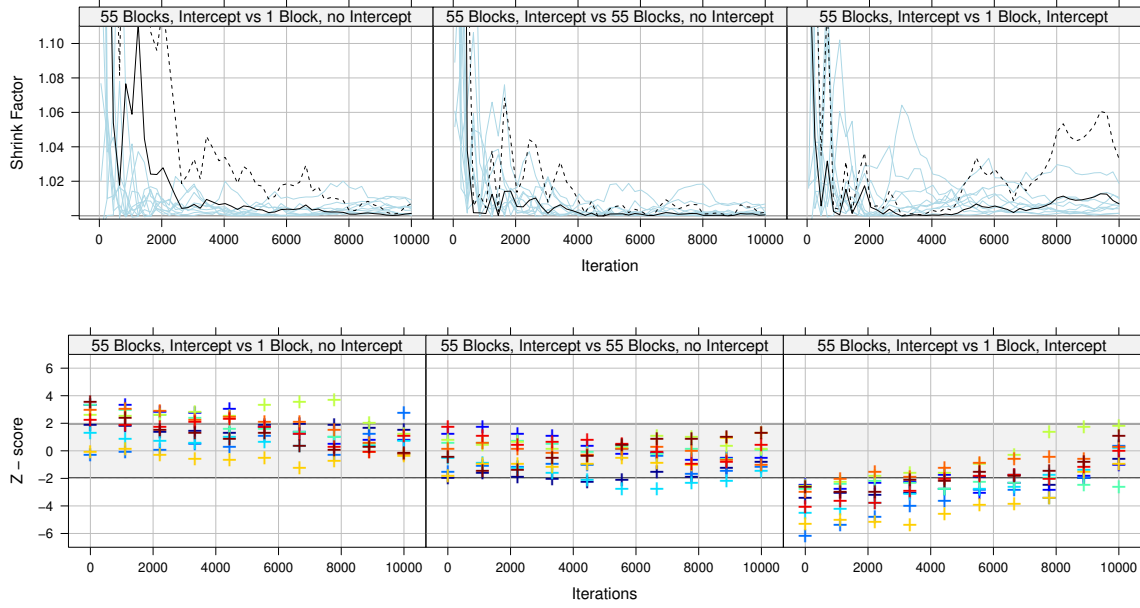 55 Blocks, Intercept vs 1 Block, no Intercept
55 Blocks, Intercept vs 55 Blocks, no Intercept
55 Blocks, Intercept vs 1 Block, Intercept
1.10
1.08
1.06
1.04
1.02
Shrink Factor
0 2000 4000 6000 8000 10000
0 2000 4000 6000 8000 10000
0 2000 4000 6000 8000 10000
Iteration
55 Blocks, Intercept vs 1 Block, no Intercept
55 Blocks, Intercept vs 55 Blocks, no Intercept
55 Blocks, Intercept vs 1 Block, Intercept
6
4
2
0
−2
−4
−6
Z − score
0 2000 4000 6000 8000 10000
0 2000 4000 6000 8000 10000
0 2000 4000 6000 8000 10000
Iterations